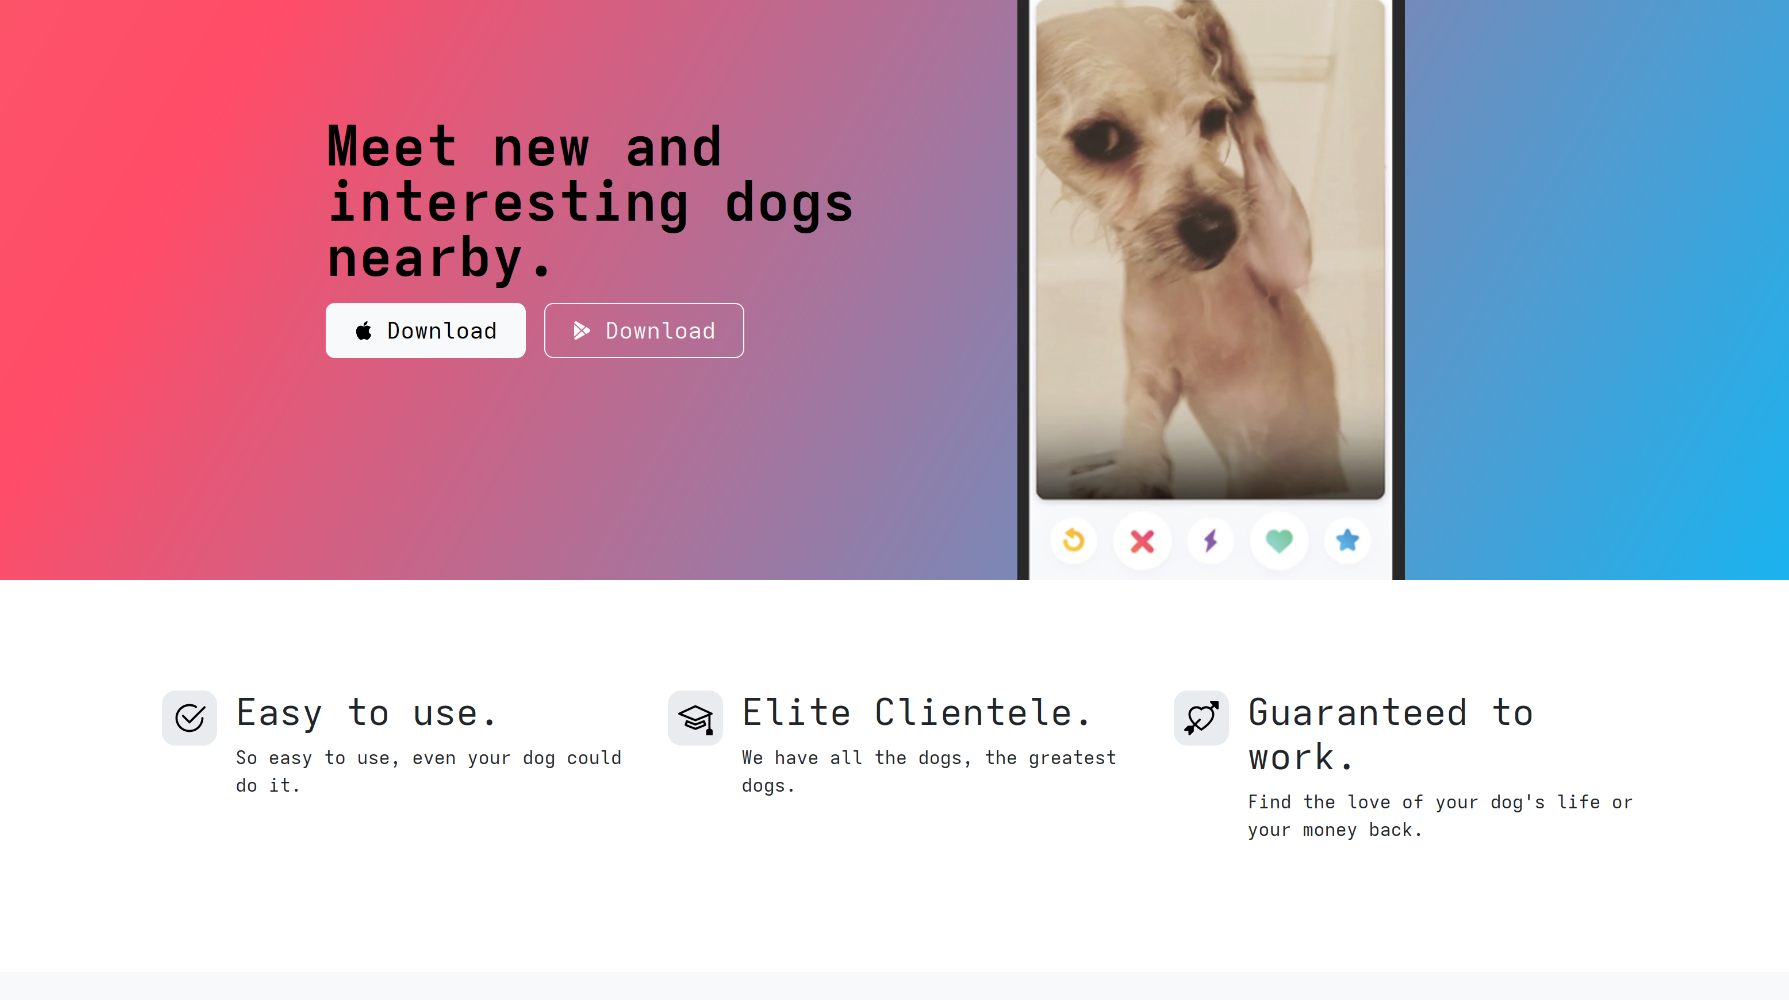 Meet new and
interesting dogs
nearby.
Download
Download
Easy to use.
So easy to use, even your dog could
do it.
Elite Clientele.
We have all the dogs, the greatest
dogs.
Guaranteed to
work.
Find the love of your dog's life or
your money back.